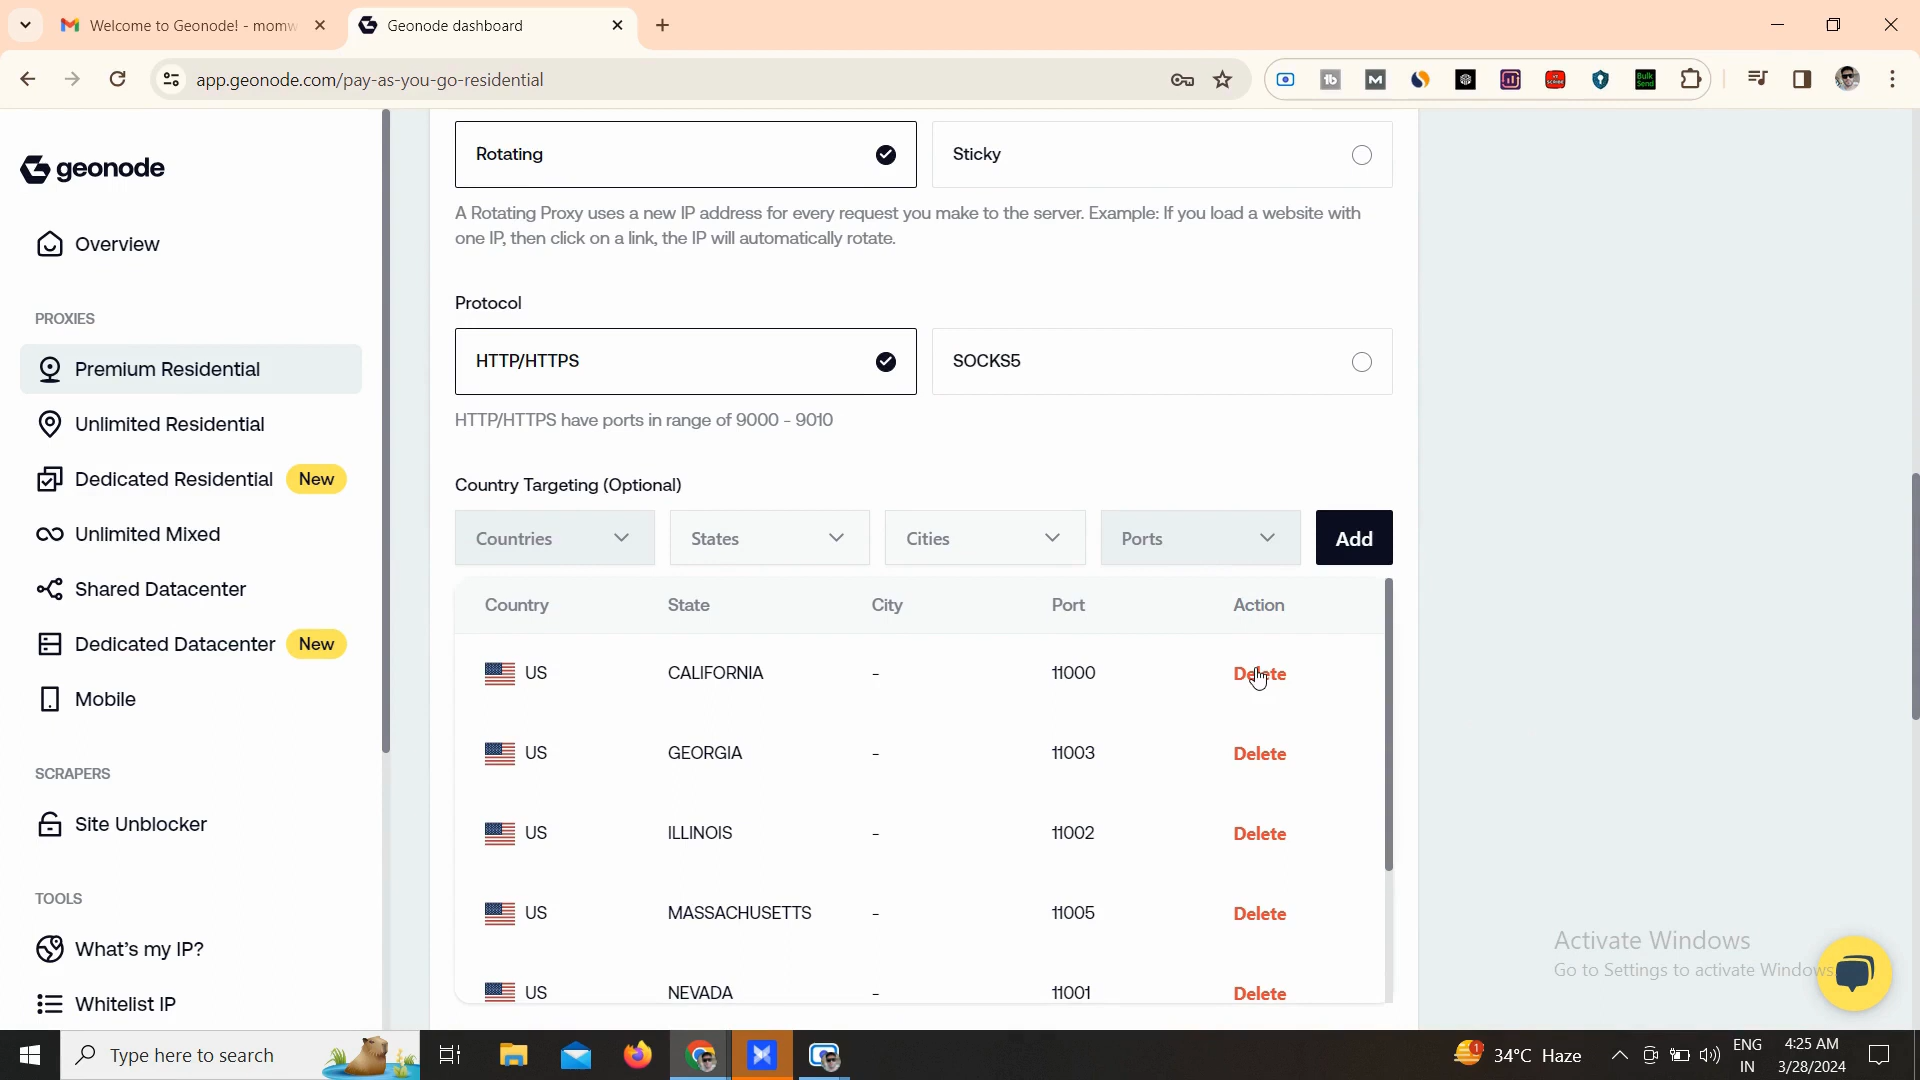 Welcome to Geonode! - momw
Geonode dashboard
app.geonode.com/pay-as-you-go-residential
geonode
Overview
PROXIES
Premium Residential
Unlimited Residential
Dedicated Residential New
Unlimited Mixed
Shared Datacenter
Dedicated Datacenter New
Mobile
SCRAPERS
Site Unblocker
TOOLS
What's my IP?
Whitelist IP
Rotating
Sticky
A Rotating Proxy uses a new IP address for every request you make to the server. Example: If you load a website with
one IP, then click on a link, the IP will automatically rotate.
Protocol
HTTP/HTTPS
SOCKS5
HTTP/HTTPS have ports in range of 9000 - 9010
Country Targeting (Optional)
Countries States Cities Ports Add
Country State City Port Action
US CALIFORNIA - 11000 Delete
US GEORGIA - 11003 Delete
US ILLINOIS - 11002 Delete
US MASSACHUSETTS - 11005 Delete
US NEVADA - 11001 Delete
Activate Windows
Go to Settings to activate Windows
Type here to search
1
34°C Haze
ENG
IN
4:25 AM
3/28/2024